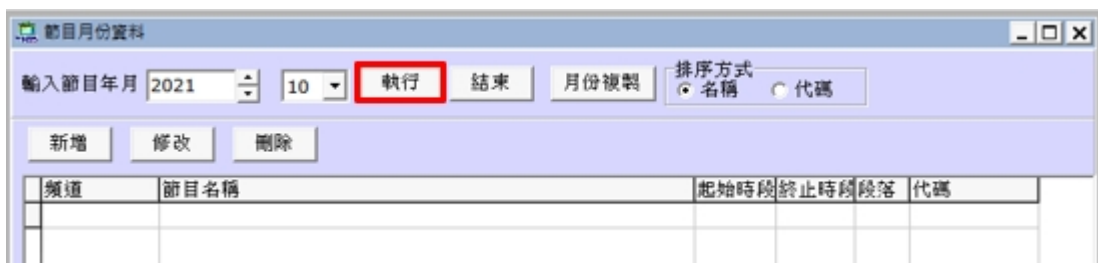 節目月份資料
輸入節目年月 2021 10 執行 結束 月份複製 排序方式 名稱 代碼
新增 修改 刪除
頻道 節目名稱 起始時段 終止時段 段落 代碼